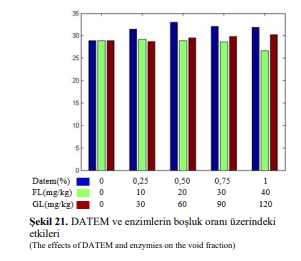 35
30
25
20
15
10
5
0
Datem(%) 0 0,25 0,50 0,75 1
FL(mg/kg) 0 10 20 30 40
GL(mg/kg) 0 30 60 90 120
Şekil 21. DATEM ve enzimlerin boşluk oranı üzerindeki
etkileri
(The effects of DATEM and enzymies on the void fraction)